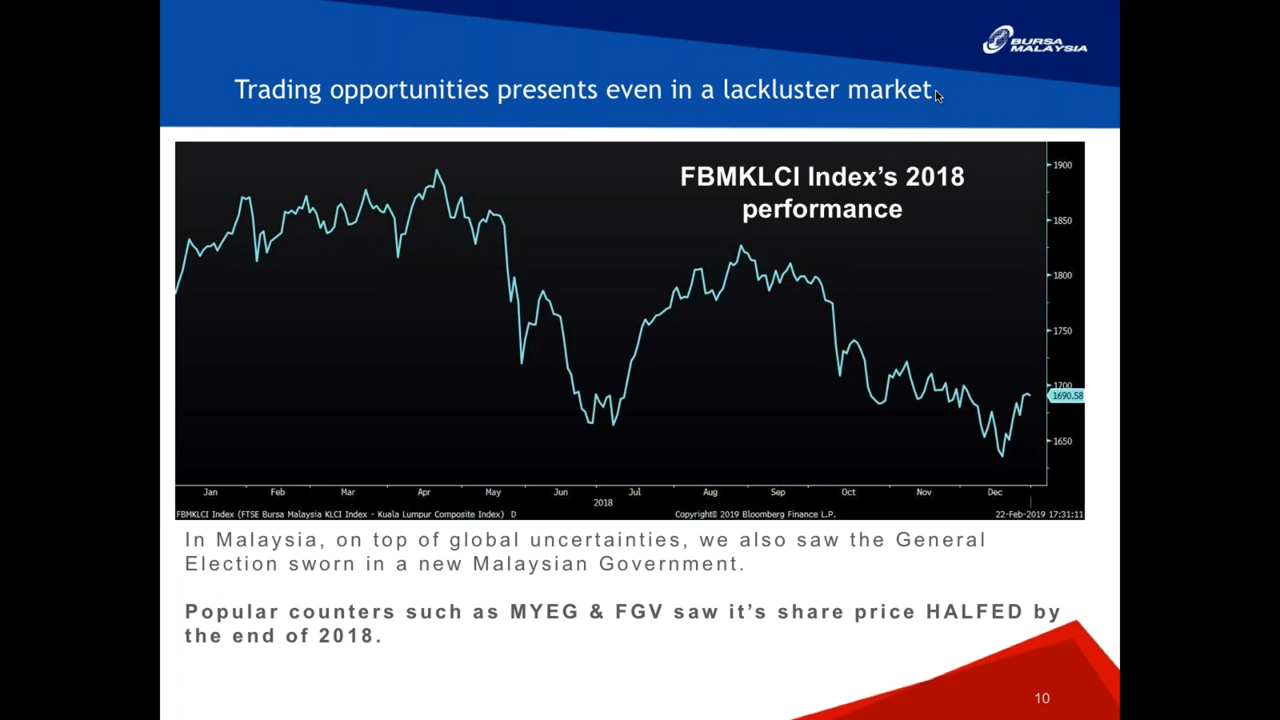 BURSA
MALAYSIA
Trading opportunities presents even in a lackluster market.
FBMKLCI Index's 2018
performance
1900
1850
1800
1750
1700
1690.58
1650
Jan Feb Mar Apr May Jun Jul Aug Sep Oct Nov Dec
2018
FBMKLCI Index (FTSE Bursa Malaysia KLCI Index - Kuala Lumpur Composite Index) D Copyright© 2019 Bloomberg Finance L.P. 22-Feb-2019 17:31:11
In Malaysia, on top of global uncertainties, we also saw the General
Election sworn in a new Malaysian Government.
Popular counters such as MYEG & FGV saw it's share price HALFED by
the end of 2018.
10